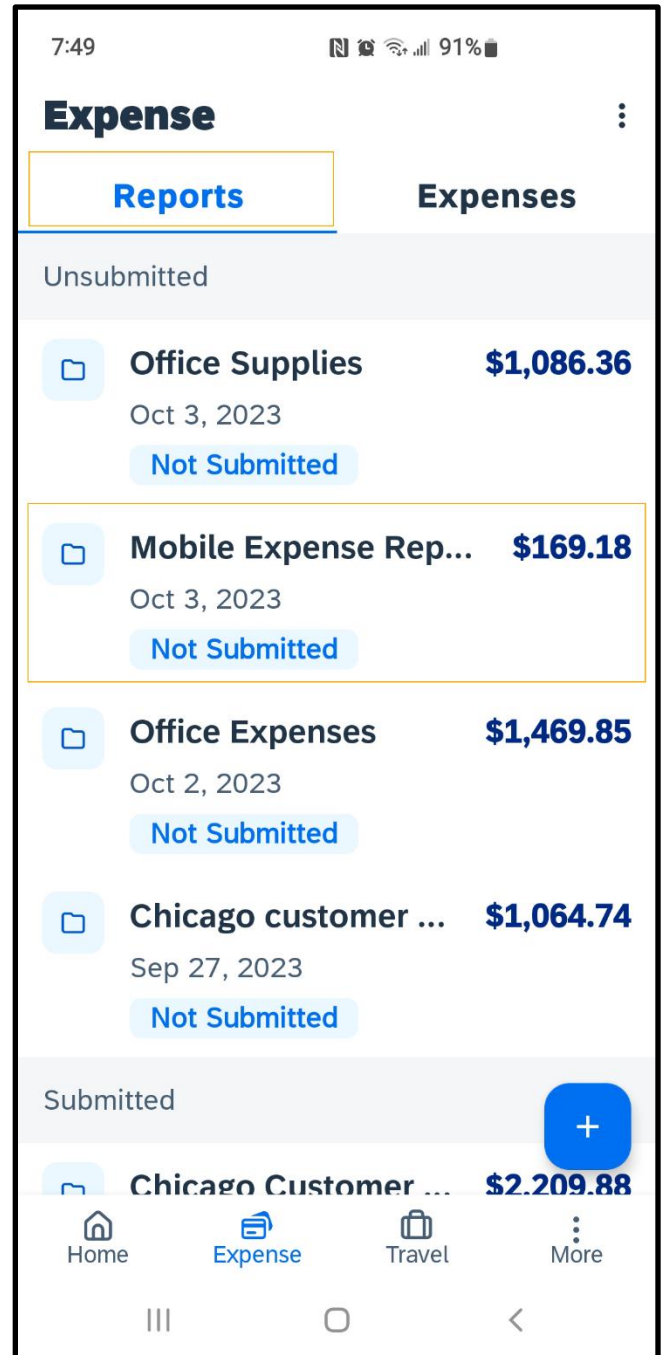 7:49 91%
Expense
Reports Expenses
Unsubmitted
Office Supplies $1,086.36
Oct 3, 2023
Not Submitted
Mobile Expense Rep... $169.18
Oct 3, 2023
Not Submitted
Office Expenses $1,469.85
Oct 2, 2023
Not Submitted
Chicago customer ... $1,064.74
Sep 27, 2023
Not Submitted
Submitted
+
Chicago Customer ... $2,209.88
Home Expense Travel More